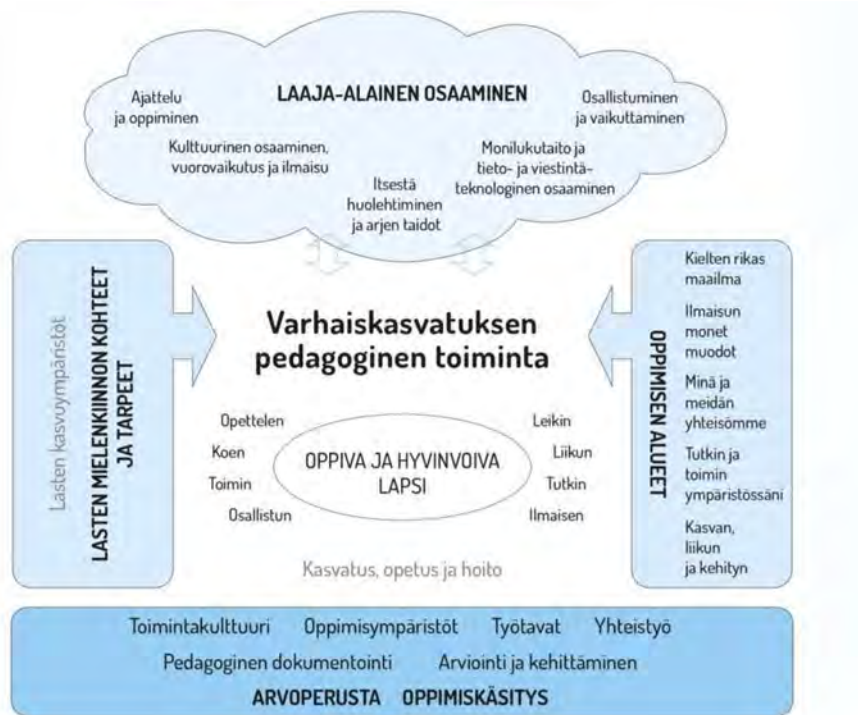 LAAJA-ALAINEN OSAAMINEN
Ajattelu
ja oppiminen
Kulttuurinen osaaminen,
vuorovaikutus ja ilmaisu
Itsestä
huolehtiminen
ja arjen taidot
Monilukutaito ja
tieto- ja viestintä-
teknologinen osaaminen
Osallistuminen
ja vaikuttaminen
Lasten kasvuympäristöt
LASTEN MIELENKIINNON KOHTEET
JA TARPEET
Varhaiskasvatuksen
pedagoginen toiminta
Opettelen
Koen
Toimin
Osallistun
OPPIVA JA HYVINVOIVA
LAPSI
Leikin
Liikun
Tutkin
Ilmaisen
Kasvatus, opetus ja hoito
OPPIMISEN ALUEET
Kielten rikas
maailma
Ilmaisun
monet
muodot
Minä ja
meidän
yhteisömme
Tutkin ja
toimin
ympäristössäni
Kasvan,
liikun
ja kehityn
Toimintakulttuuri Oppimisympäristöt Työtavat Yhteistyö
Pedagoginen dokumentointi Arviointi ja kehittäminen
ARVOPERUSTA OPPIMISKÄSITYS